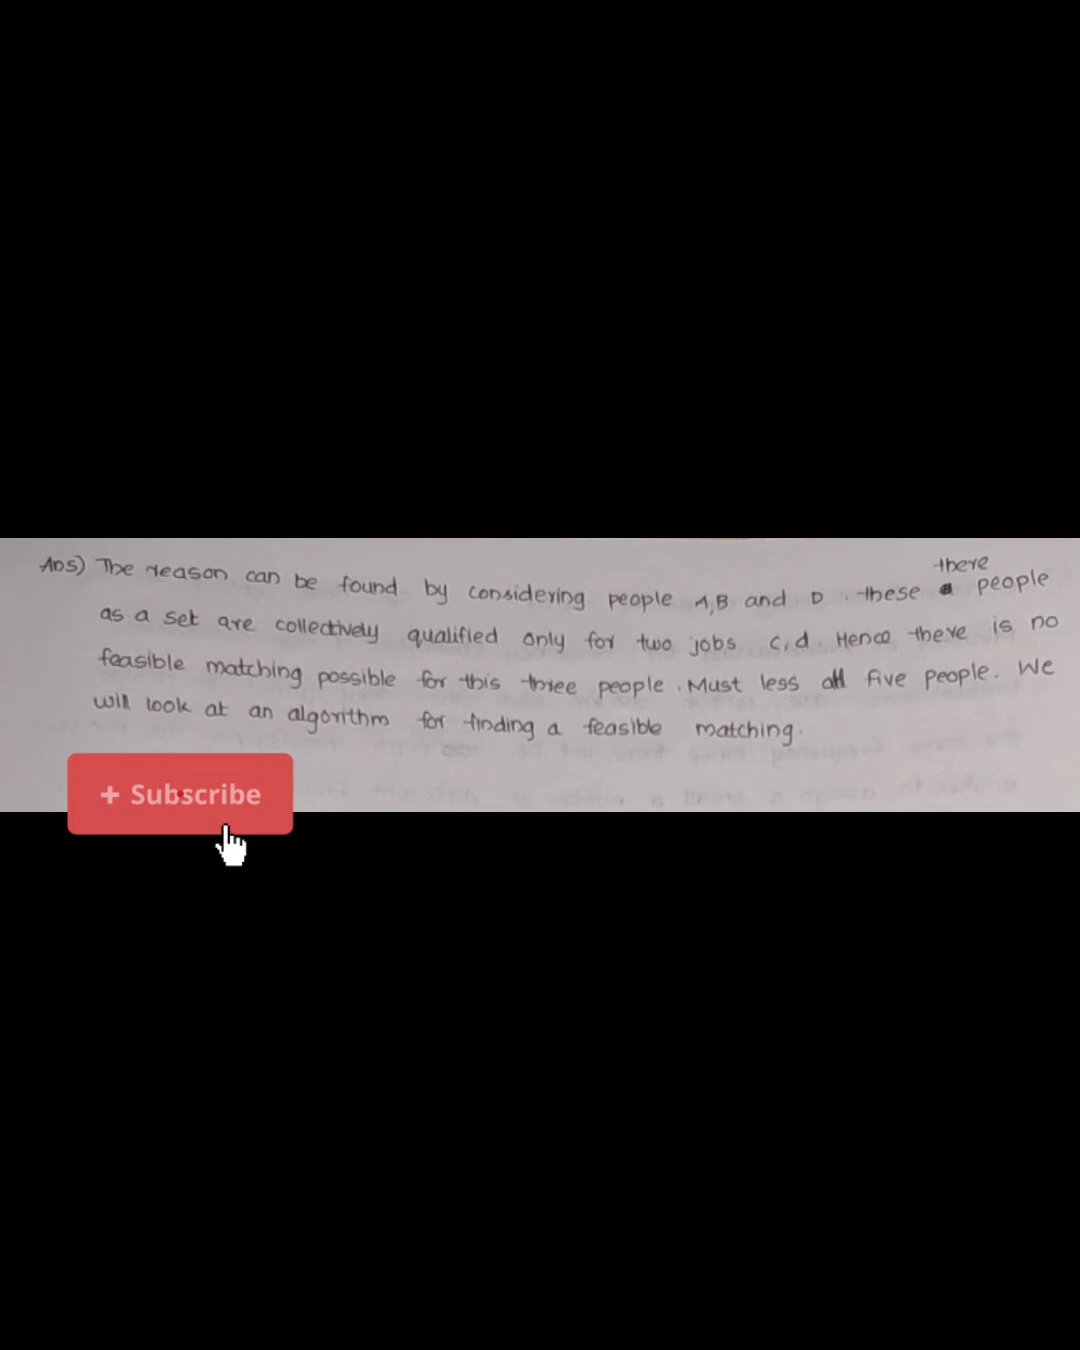 Ans) The reason can be found by considering people A,B and D. these there people
as a set are collectively qualified only for two jobs c,d. Hence there is no
feasible matching possible for this three people. Must less all five people. We
will look at an algorithm for finding a feasible matching.
+ Subscribe